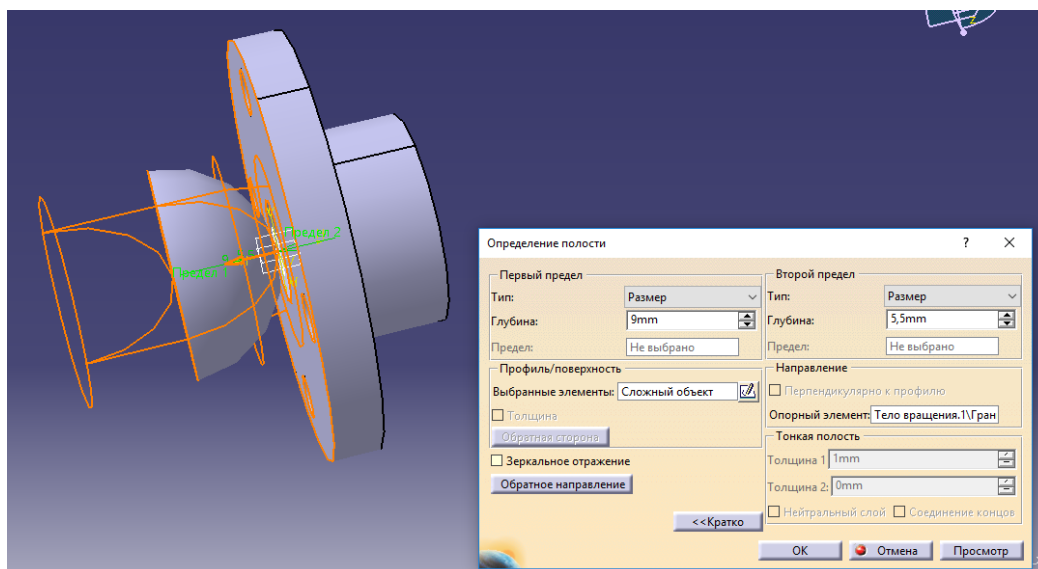 Предел 2
Определение полости
? X
Первый предел
Тип: Размер
Глубина: 9mm
Предел: Не выбрано
Профиль/поверхность
Выбранные элементы: Сложный объект
Толщина
Обратная сторона
Зеркальное отражение
Обратное направление
<<Кратко
Второй предел
Тип: Размер
Глубина: 5,5mm
Предел: Не выбрано
Направление
Перпендикулярно к профилю
Опорный элемент: Тело вращения.1\Гран
Тонкая полость
Толщина 1 1mm
Толщина 2: 0mm
Нейтральный слой Соединение концов
OK Отмена Просмотр